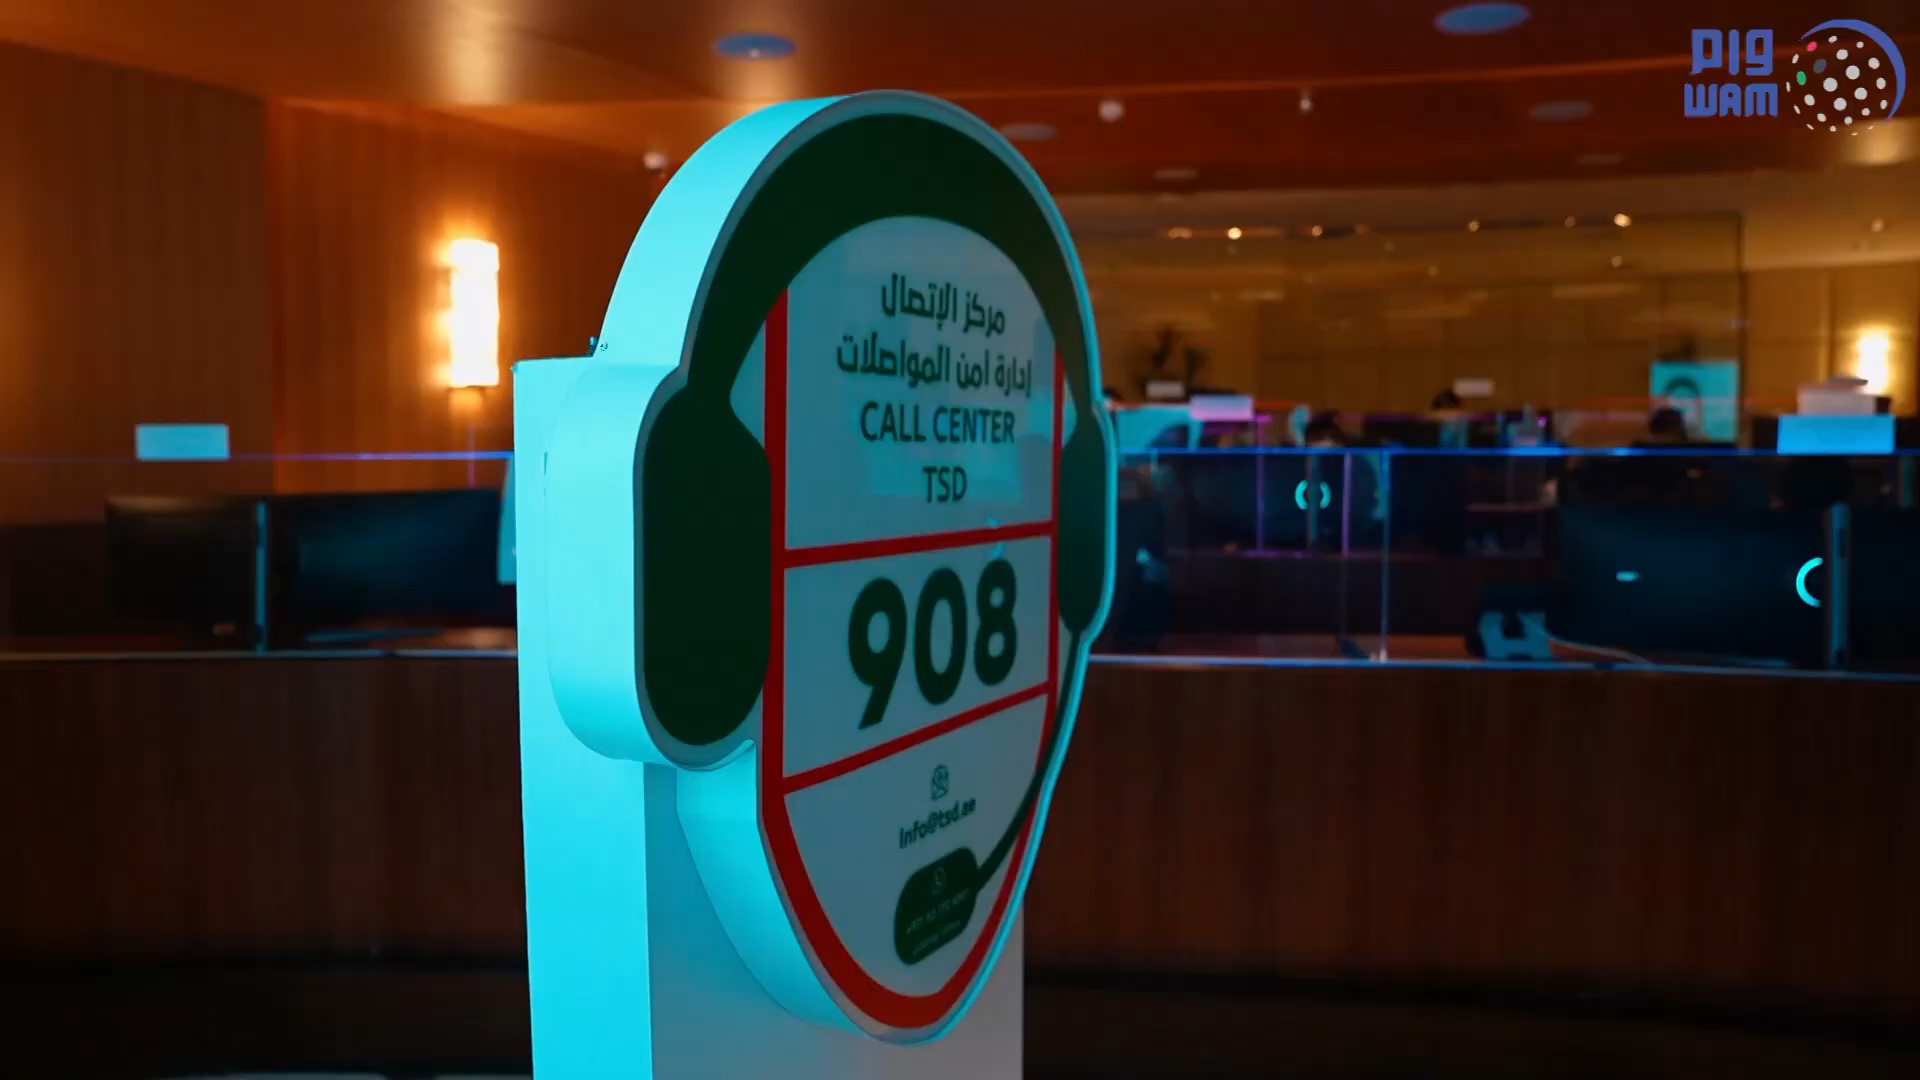 وام
WAM
مركز الإتصال
إدارة امن المواصلات
CALL CENTER
TSD
908
info@tsd.ae